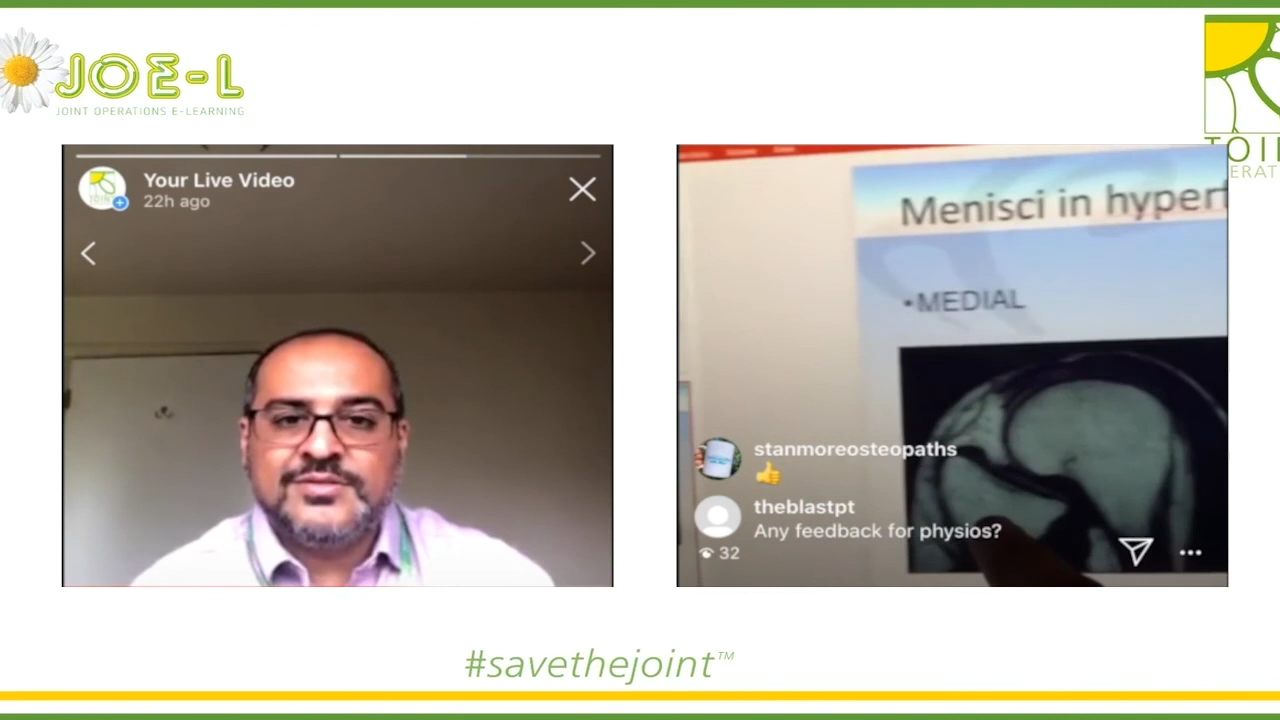 JOE-L
JOINT OPERATIONS E-LEARNING
Your Live Video
22h ago
Menisci in hyperf
•MEDIAL
stanmoreosteopaths
👍
theblastpt
Any feedback for physios?
32
#savethejoint™